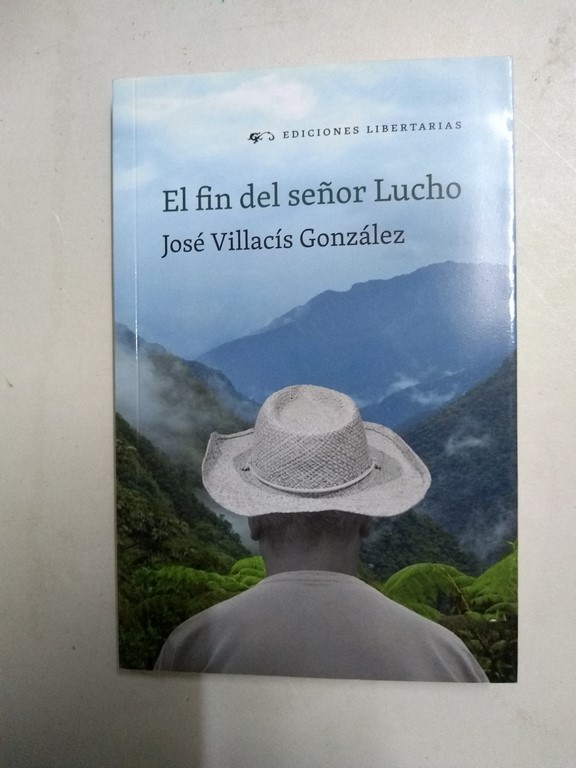 EDICIONES LIBERTARIAS
El fin del señor Lucho
José Villacís González